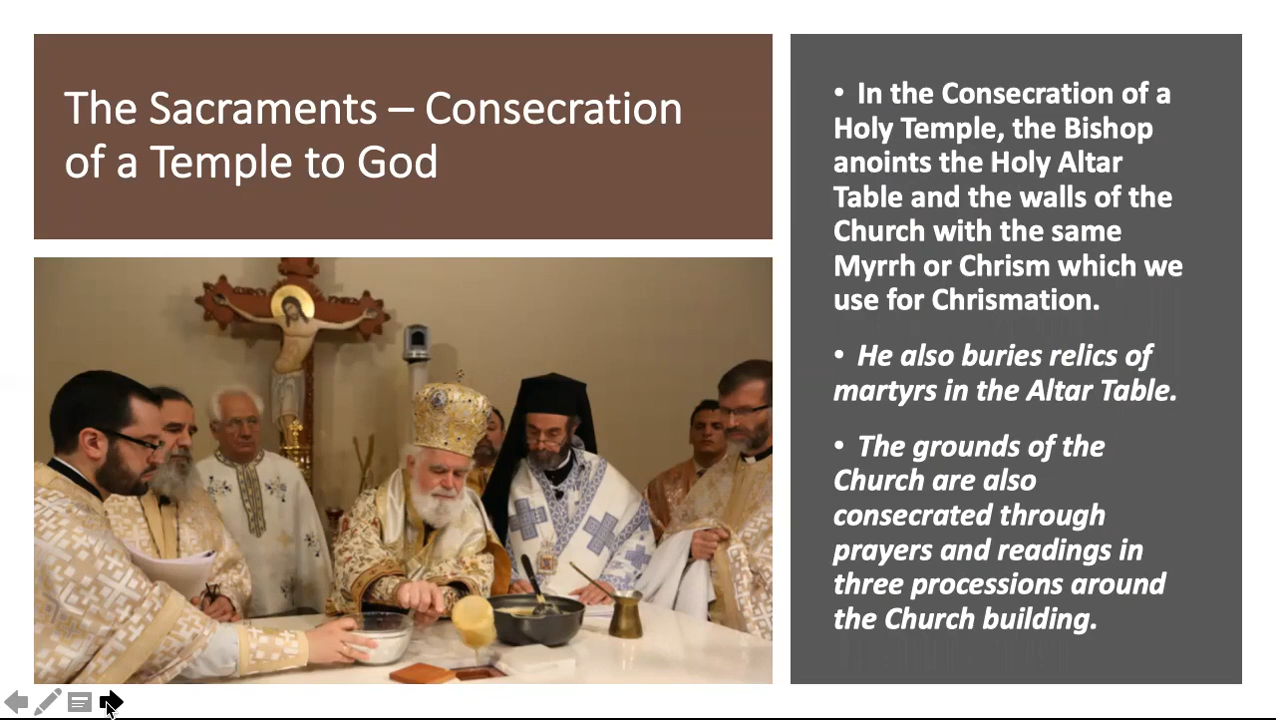 The Sacraments – Consecration
of a Temple to God
• In the Consecration of a
Holy Temple, the Bishop
anoints the Holy Altar
Table and the walls of the
Church with the same
Myrrh or Chrism which we
use for Chrismation.
• He also buries relics of
martyrs in the Altar Table.
• The grounds of the
Church are also
consecrated through
prayers and readings in
three processions around
the Church building.